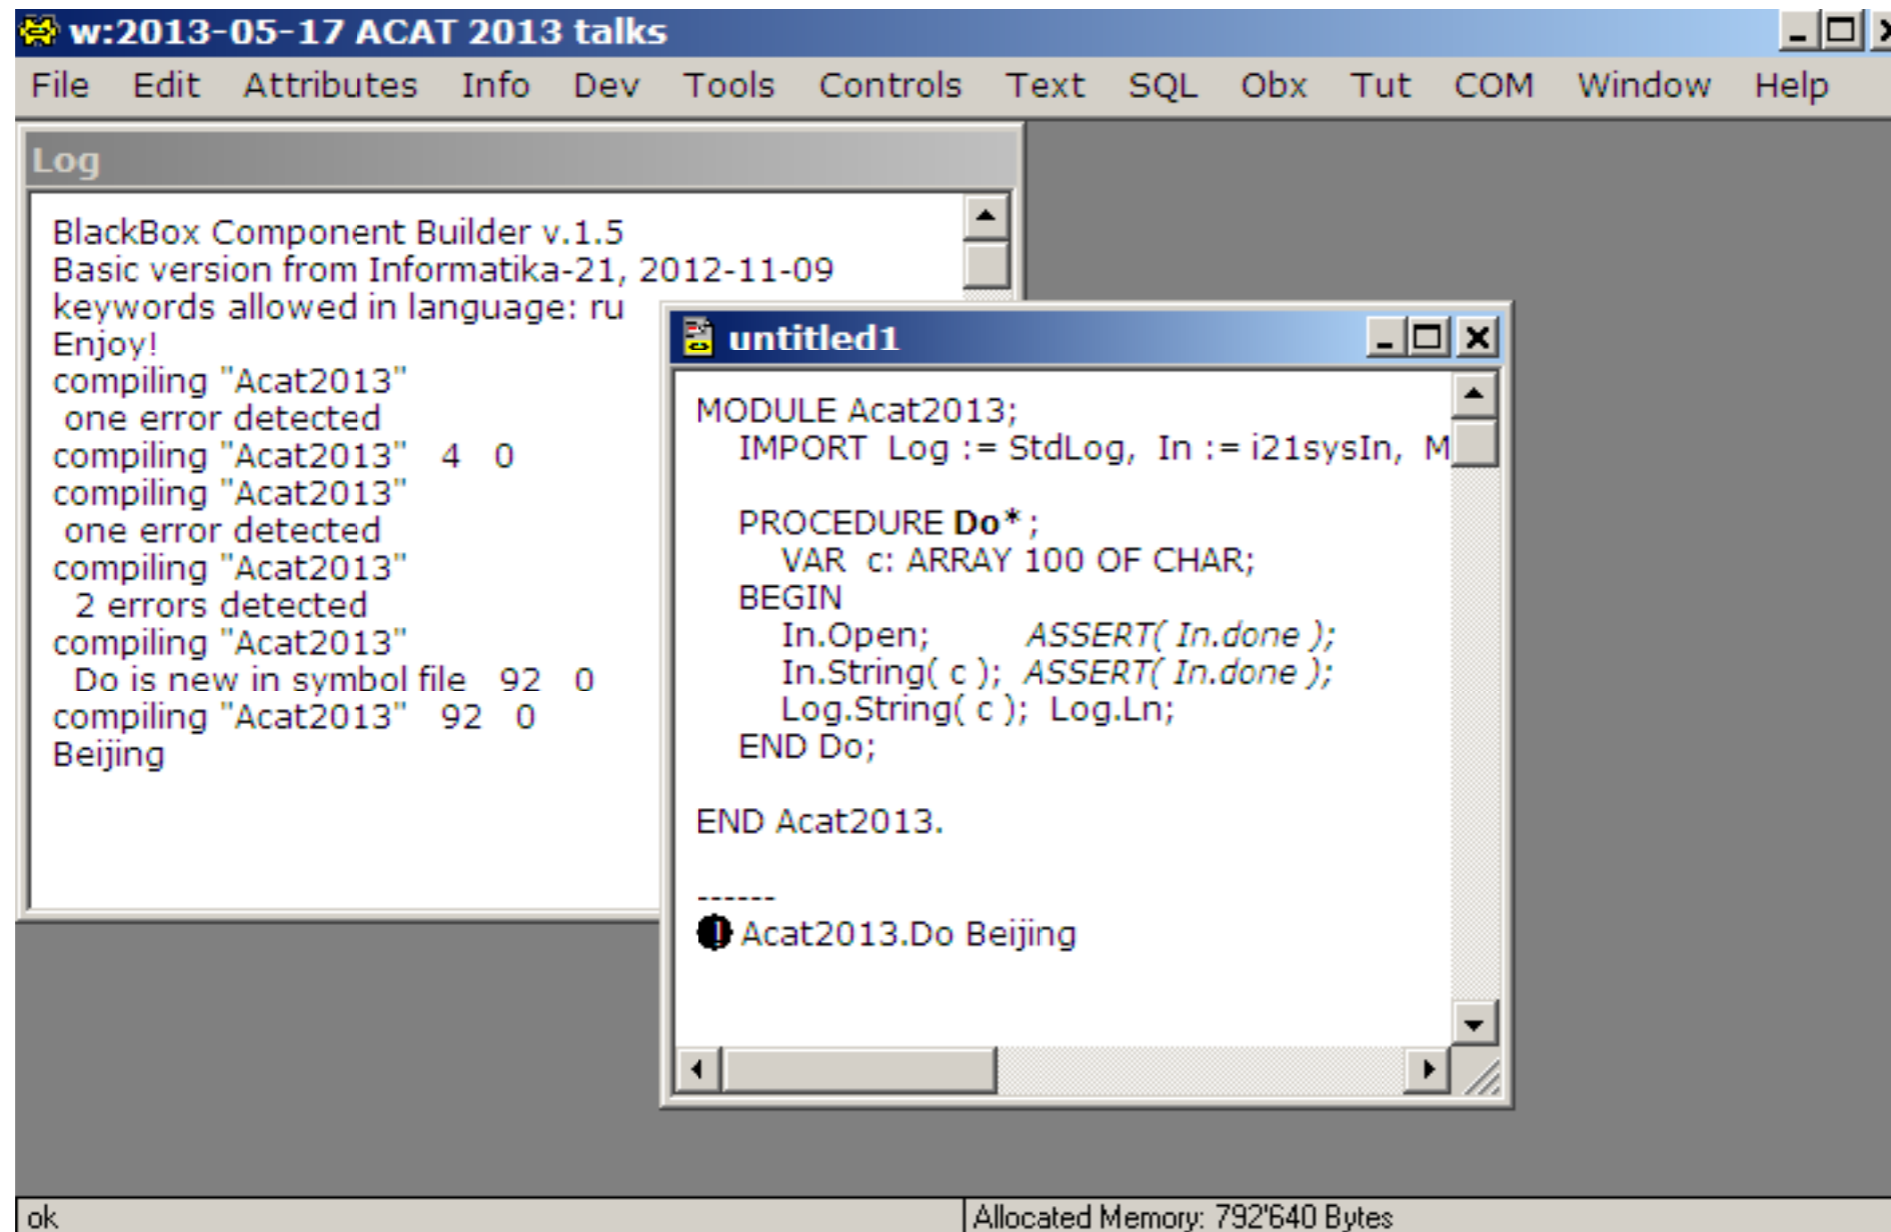 w:2013-05-17 ACAT 2013 talks
File Edit Attributes Info Dev Tools Controls Text SQL Obx Tut COM Window Help
Log
BlackBox Component Builder v.1.5
Basic version from Informatika-21, 2012-11-09
keywords allowed in language: ru
Enjoy!
compiling "Acat2013"
one error detected
compiling "Acat2013" 4 0
compiling "Acat2013"
one error detected
compiling "Acat2013"
2 errors detected
compiling "Acat2013"
Do is new in symbol file 92 0
compiling "Acat2013" 92 0
Beijing
untitled1
MODULE Acat2013;
IMPORT Log := StdLog, In := i21sysIn, M
PROCEDURE Do* ;
VAR c: ARRAY 100 OF CHAR;
BEGIN
In.Open; ASSERT( In.done );
In.String( c ); ASSERT( In.done );
Log.String( c ); Log.Ln;
END Do;
END Acat2013.
------
! Acat2013.Do Beijing
ok
Allocated Memory: 792'640 Bytes